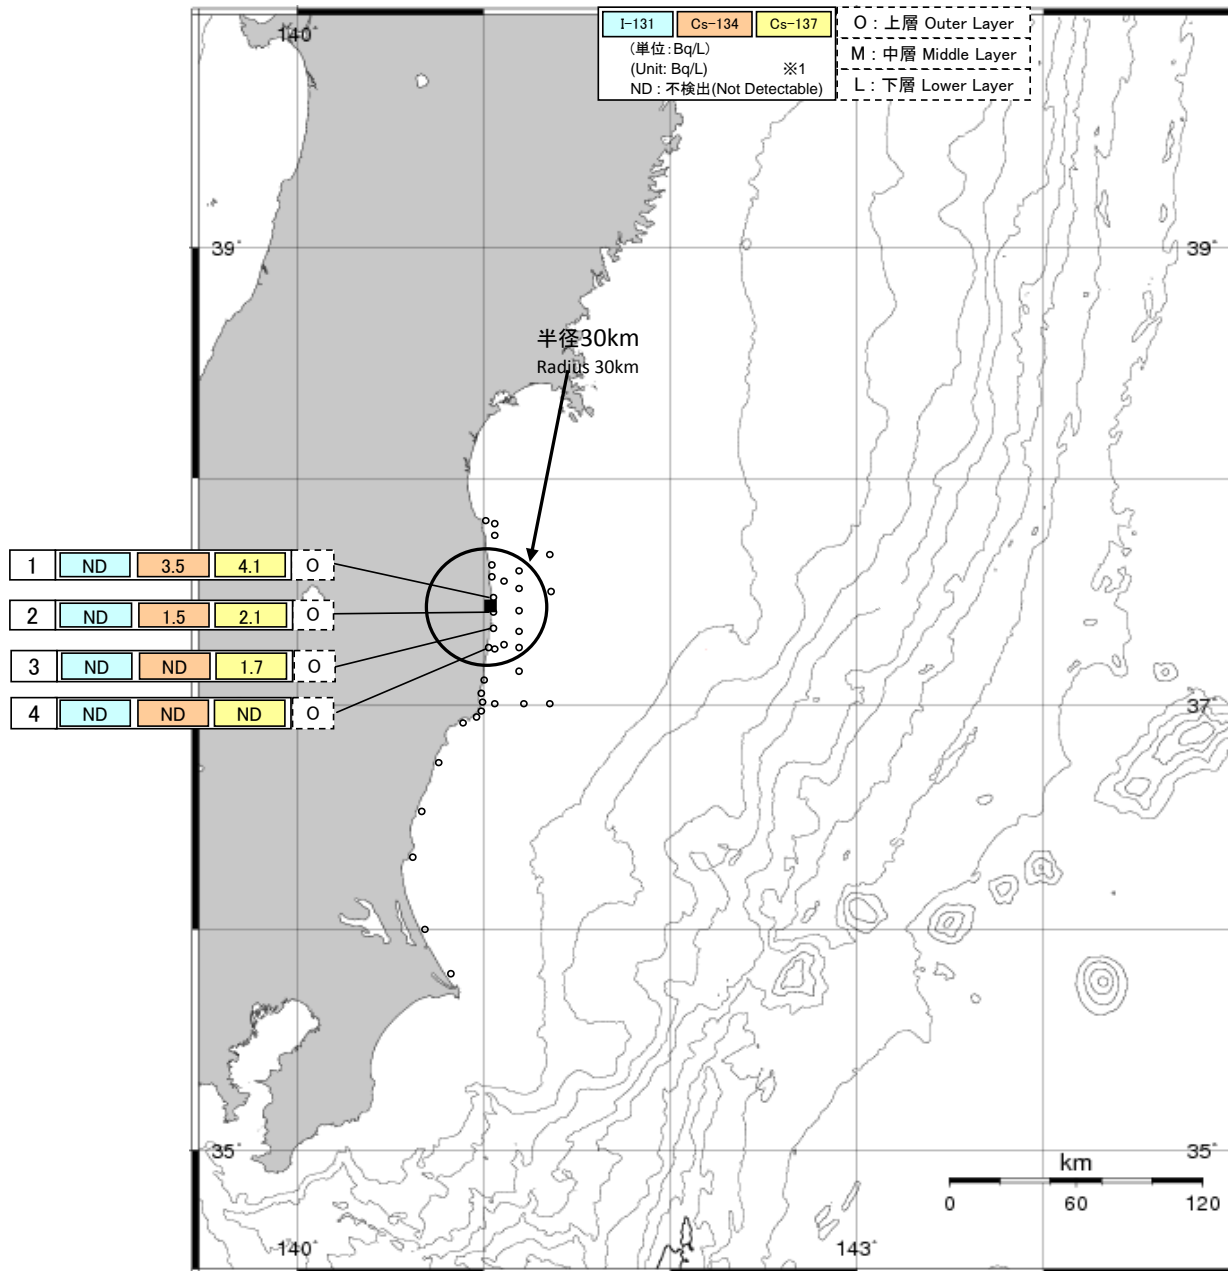 140°
I-131 Cs-134 Cs-137
(単位:Bq/L)
(Unit: Bq/L) ※1
ND : 不検出(Not Detectable)
O : 上層 Outer Layer
M : 中層 Middle Layer
L : 下層 Lower Layer
39° 39°
半径30km
Radius 30km
1 ND 3.5 4.1 O
2 ND 1.5 2.1 O
3 ND ND 1.7 O
4 ND ND ND O
37°
35° 35°
km
0 60 120
140° 143°